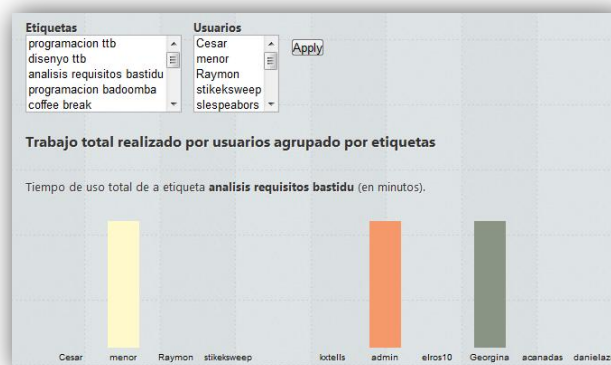 Etiquetas
programacion ttb
disenyo ttb
analisis requisitos bastidu
programacion badoomba
coffee break
Usuarios
Cesar
menor
Raymon
stikeksweep
slespeabors
Apply
Trabajo total realizado por usuarios agrupado por etiquetas
Tiempo de uso total de a etiqueta analisis requisitos bastidu (en minutos).
Cesar menor Raymon stikeksweep kxtells admin elros10 Georgina acanadas danielaz